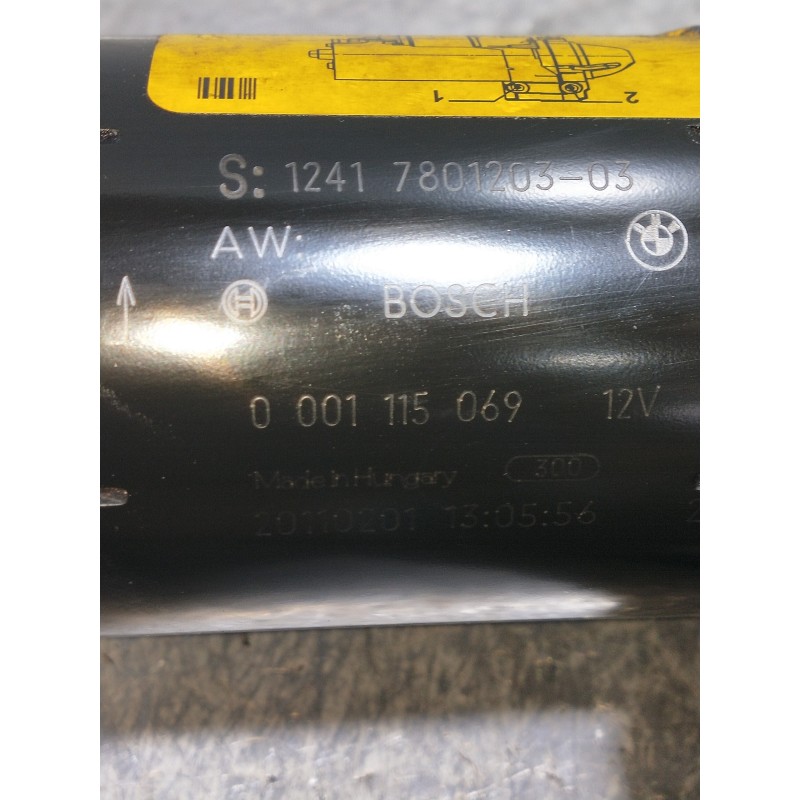 1 2
S: 1241 7801203-03
AW:
BOSCH
0 001 115 069 12V
Made in Hungary 300
20110201 13:05:56